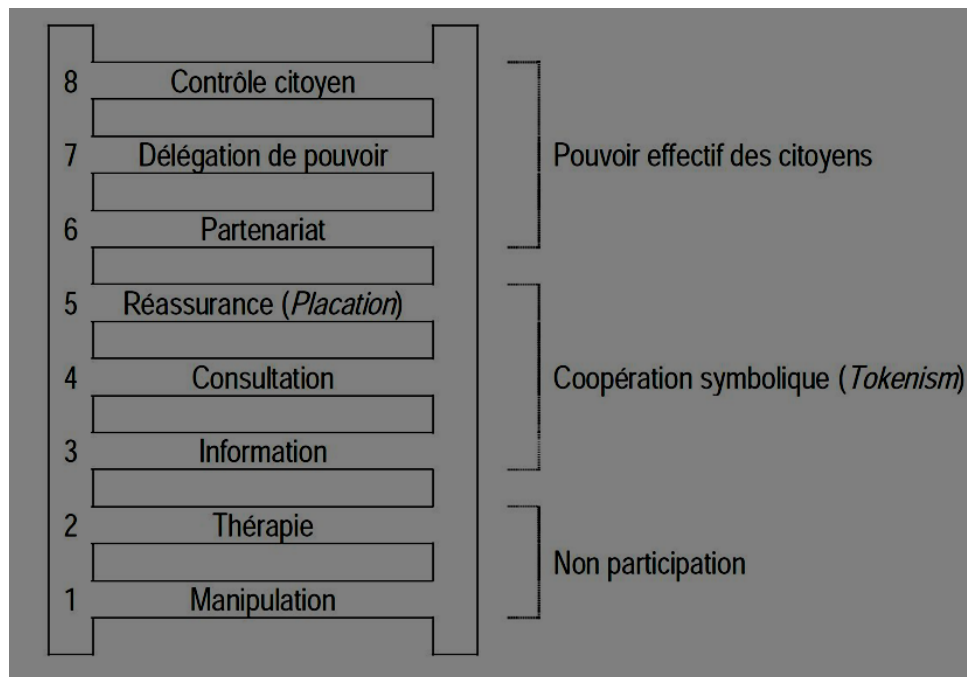 8 Contrôle citoyen
7 Délégation de pouvoir
Pouvoir effectif des citoyens
6 Partenariat
5 Réassurance (Placation)
4 Consultation
Coopération symbolique (Tokenism)
3 Information
2 Thérapie
Non participation
1 Manipulation